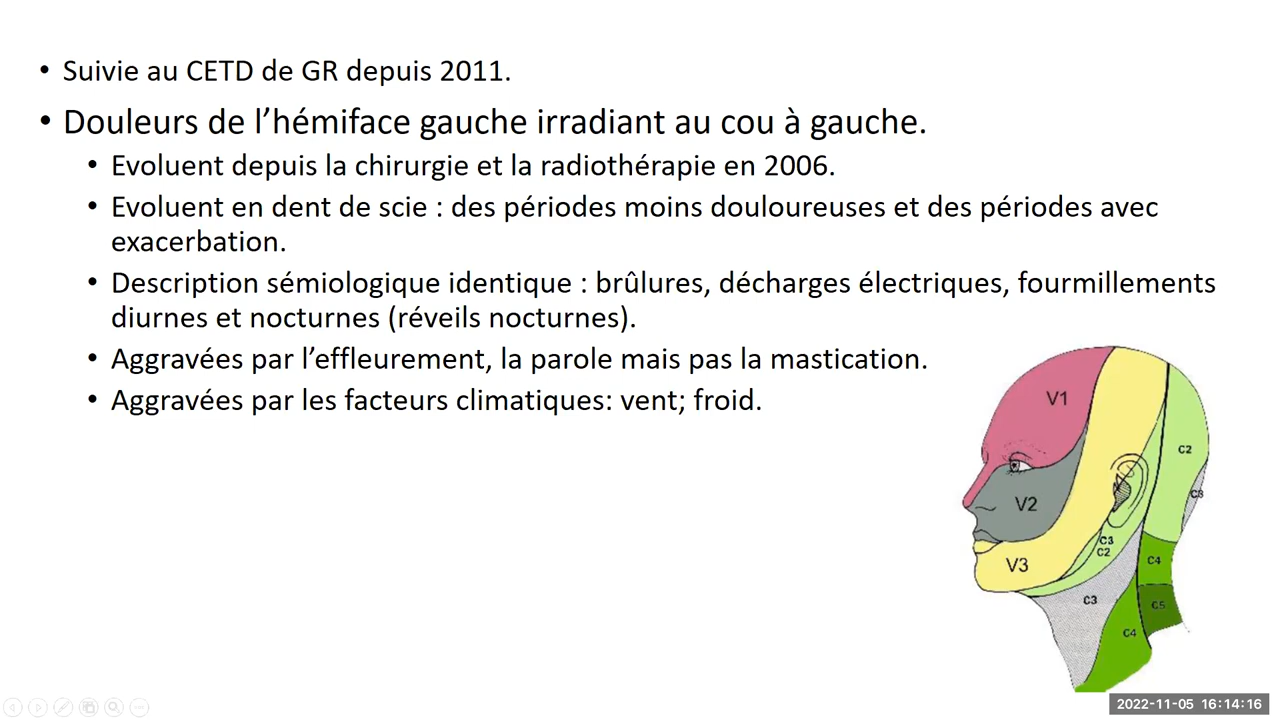 • Suivie au CETD de GR depuis 2011.
• Douleurs de l’hémiface gauche irradiant au cou à gauche.
• Evoluent depuis la chirurgie et la radiothérapie en 2006.
• Evoluent en dent de scie : des périodes moins douloureuses et des périodes avec
exacerbation.
• Description sémiologique identique : brûlures, décharges électriques, fourmillements
diurnes et nocturnes (réveils nocturnes).
• Aggravées par l’effleurement, la parole mais pas la mastication.
• Aggravées par les facteurs climatiques: vent; froid.
V1
C2
C3
V2
C3
C2
C4
V3
C3
C5
C4
2022-11-05 16:14:16